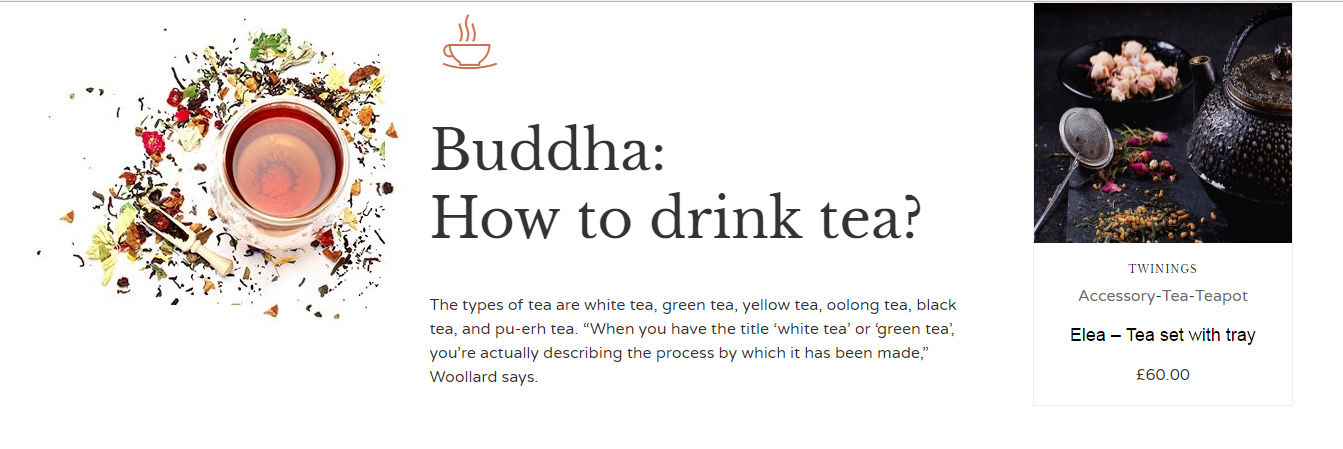 Buddha:
How to drink tea?
The types of tea are white tea, green tea, yellow tea, oolong tea, black
tea, and pu-erh tea. “When you have the title ‘white tea’ or ‘green tea’,
you’re actually describing the process by which it has been made,”
Woollard says.
TWININGS
Accessory-Tea-Teapot
Elea – Tea set with tray
£60.00